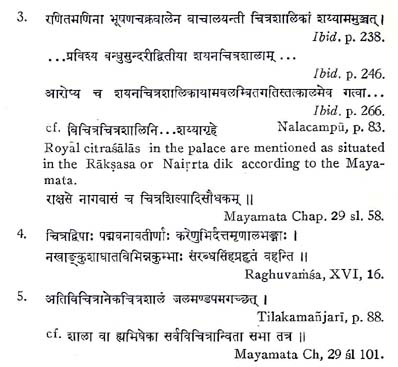 3. रणितमणिना भूषणचक्रवालेन वाचालयन्ती चित्रशालिकां शय्याममुञ्चत् ।
Ibid. p. 238.
...प्रविश्य बन्धुसुन्दरीद्वितीया शयनचित्रशालाम् ...
Ibid. p. 246.
आरोप्य च शयनचित्रशालिकायामवलम्बितगतिस्तत्कालमेव गत्वा...
Ibid. p. 266.
cf. विचित्रचित्रशालिनि...शय्यागृहे Nalacampū, p. 83.
Royal citraśālās in the palace are mentioned as situated
in the Rākṣasa or Nairṛta dik according to the Maya-
mata.
राक्षसे नागवासं च चित्रशिल्पादिसौधकम् ॥
Mayamata Chap. 29 sl. 58.
4. चित्रद्विपाः पद्मवनावतीर्णाः करेणुभिर्दत्तमृणालभङ्गाः ।
नखाङ्कुशाघातविभिन्नकुम्भाः संरब्धसिंहप्रहृतं वहन्ति ॥
Raghuvaṁśa, XVI, 16.
5. अतिविचित्रानेकचित्रशालं जलमण्डपमगच्छत् ।
Tilakamañjarī, p. 88.
cf. शाला वा ह्यभिषेका सर्वविचित्रान्विता सभा तत्र ॥
Mayamata Ch, 29 śl 101.